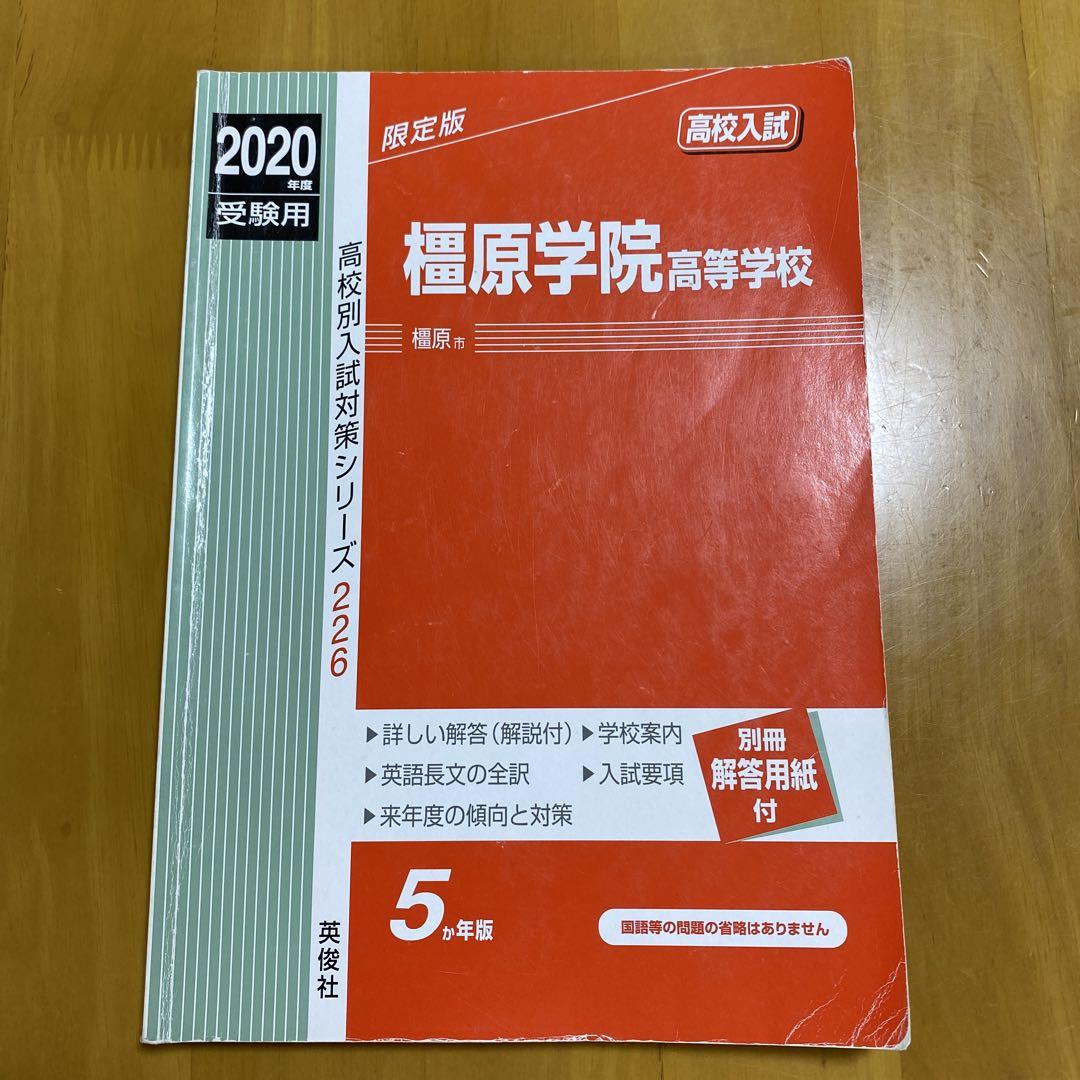 2020年度
受験用
限定版
高校入試
橿原学院高等学校
橿原市
高校別入試対策シリーズ226
▶詳しい解答(解説付)
▶学校案内
▶英語長文の全訳
▶入試要項
▶来年度の傾向と対策
別冊
解答用紙
付
5か年版
国語等の問題の省略はありません
英俊社